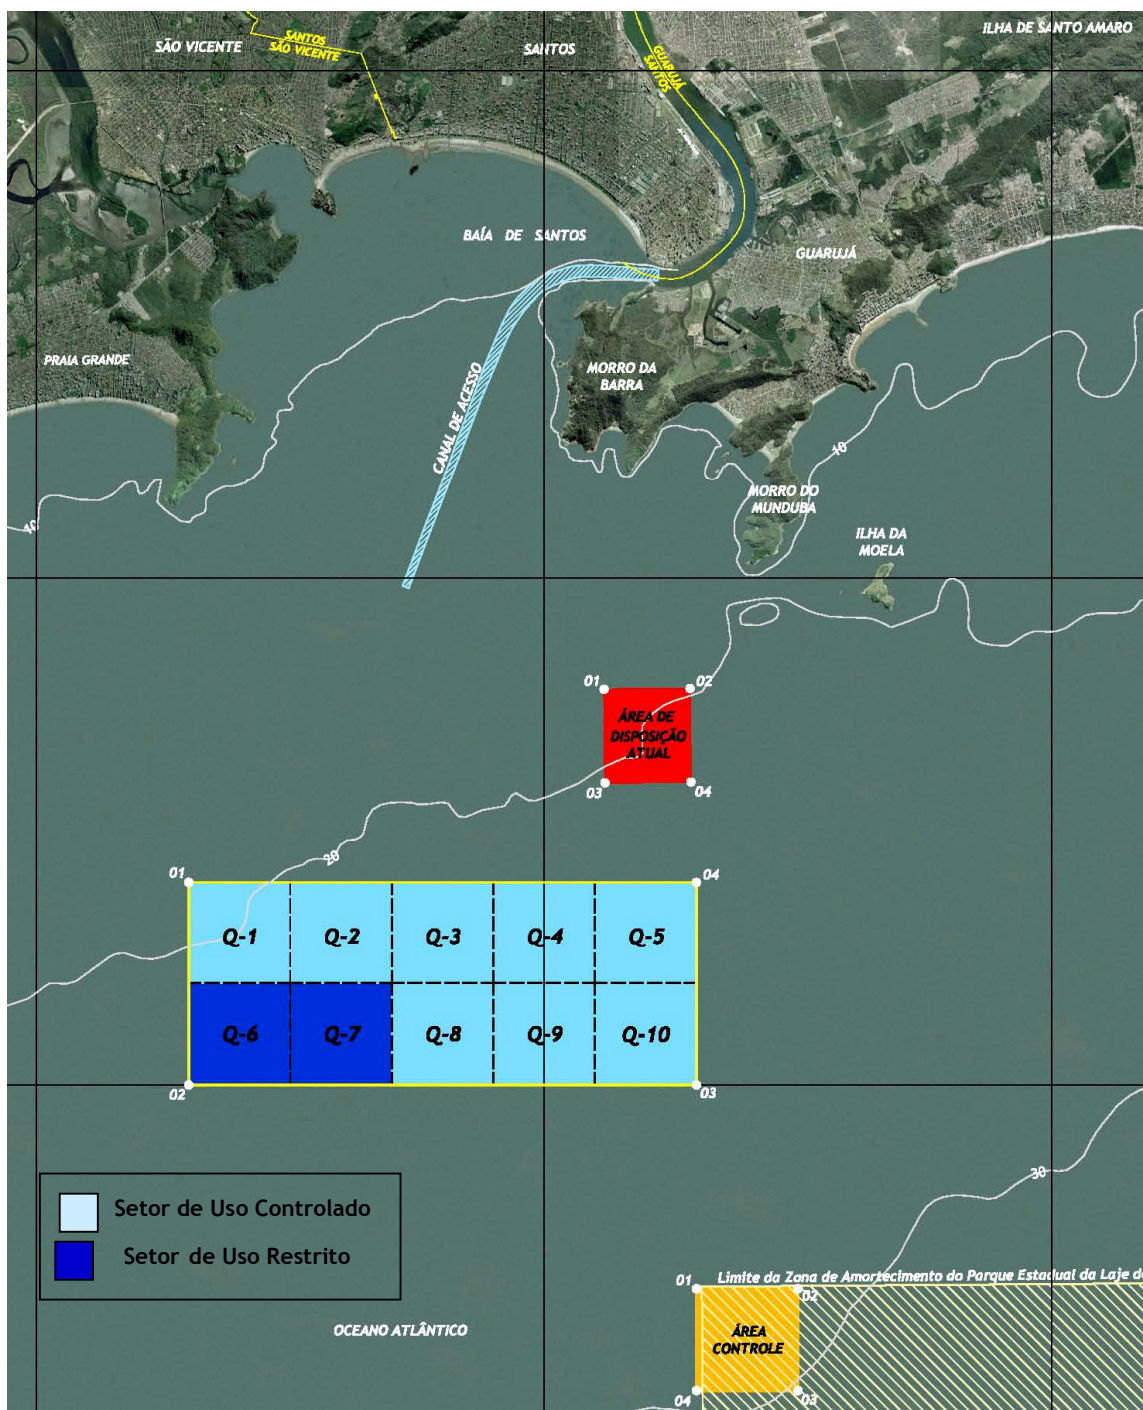 ILHA DE SANTO AMARO
SÃO VICENTE
SANTOS
SÃO VICENTE
SANTOS
GUARUJÁ
SANTOS
BAÍA DE SANTOS
GUARUJÁ
PRAIA GRANDE
MORRO DA
BARRA
CANAL DE ACESSO
10
10
MORRO DO
MUNDUBA
ILHA DA
MOELA
01
02
ÁREA DE
DISPOSIÇÃO
ATUAL
03
04
20
01
04
Q-1
Q-2
Q-3
Q-4
Q-5
Q-6
Q-7
Q-8
Q-9
Q-10
02
03
30
Setor de Uso Controlado
Setor de Uso Restrito
01
Limite da Zona de Amortecimento do Parque Estadual da Laje d
02
OCEANO ATLÂNTICO
ÁREA
CONTROLE
04
03